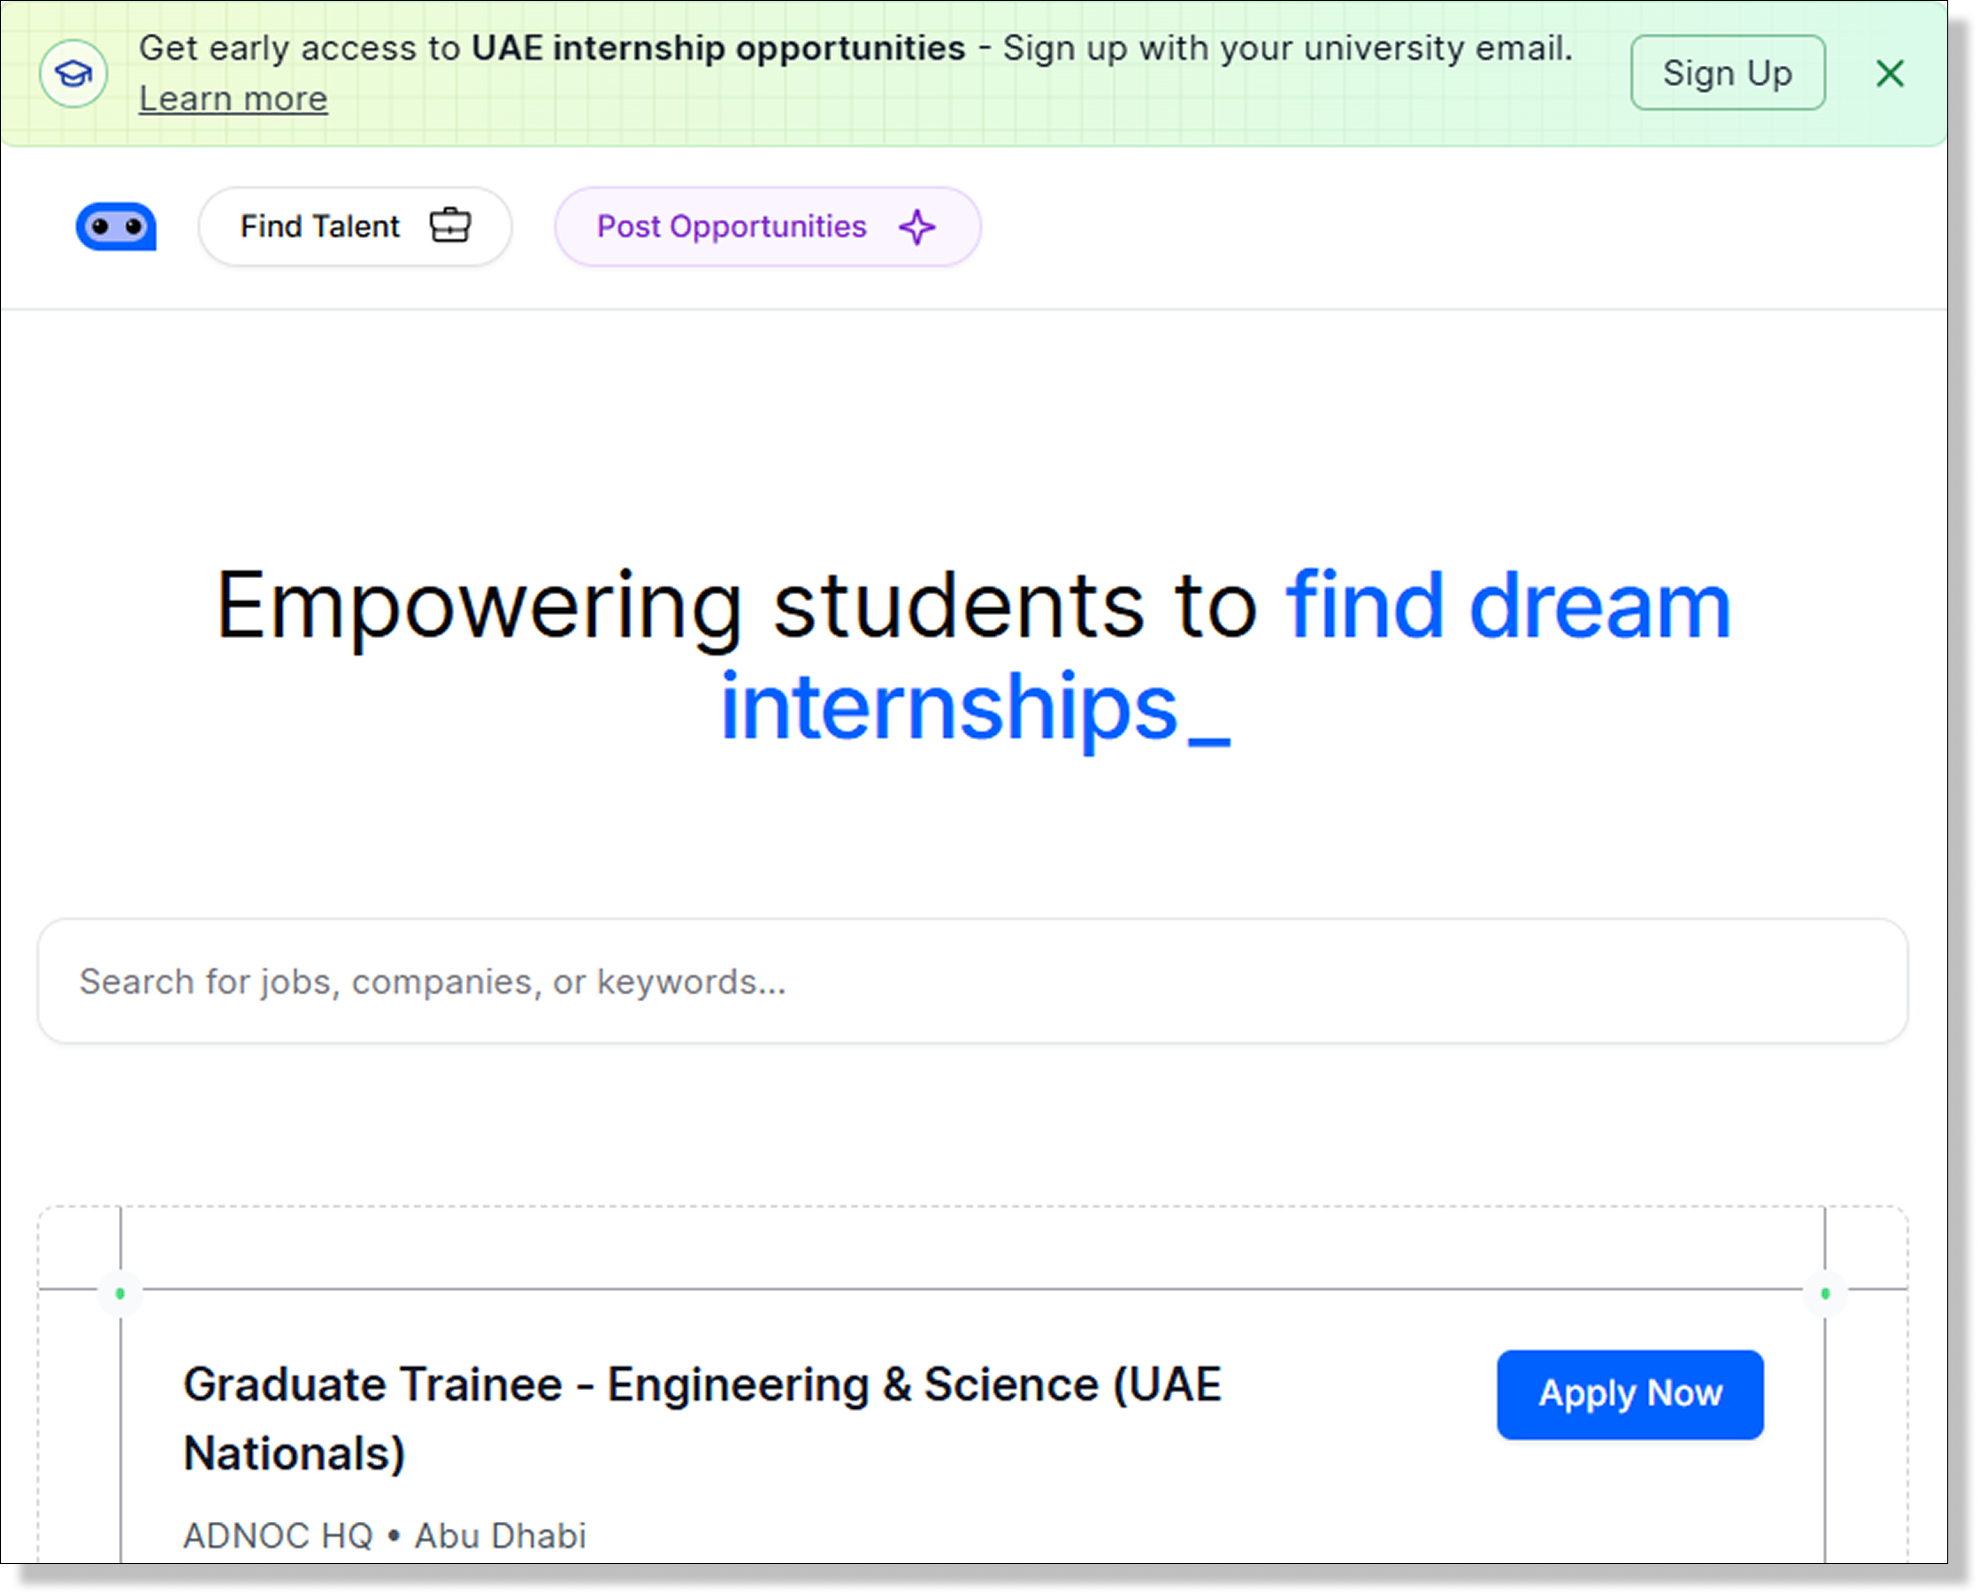 Get early access to UAE internship opportunities - Sign up with your university email.
Learn more
Sign Up
Find Talent
Post Opportunities
Empowering students to find dream
internships_
Search for jobs, companies, or keywords...
Graduate Trainee - Engineering & Science (UAE
Nationals)
Apply Now
ADNOC HQ • Abu Dhabi